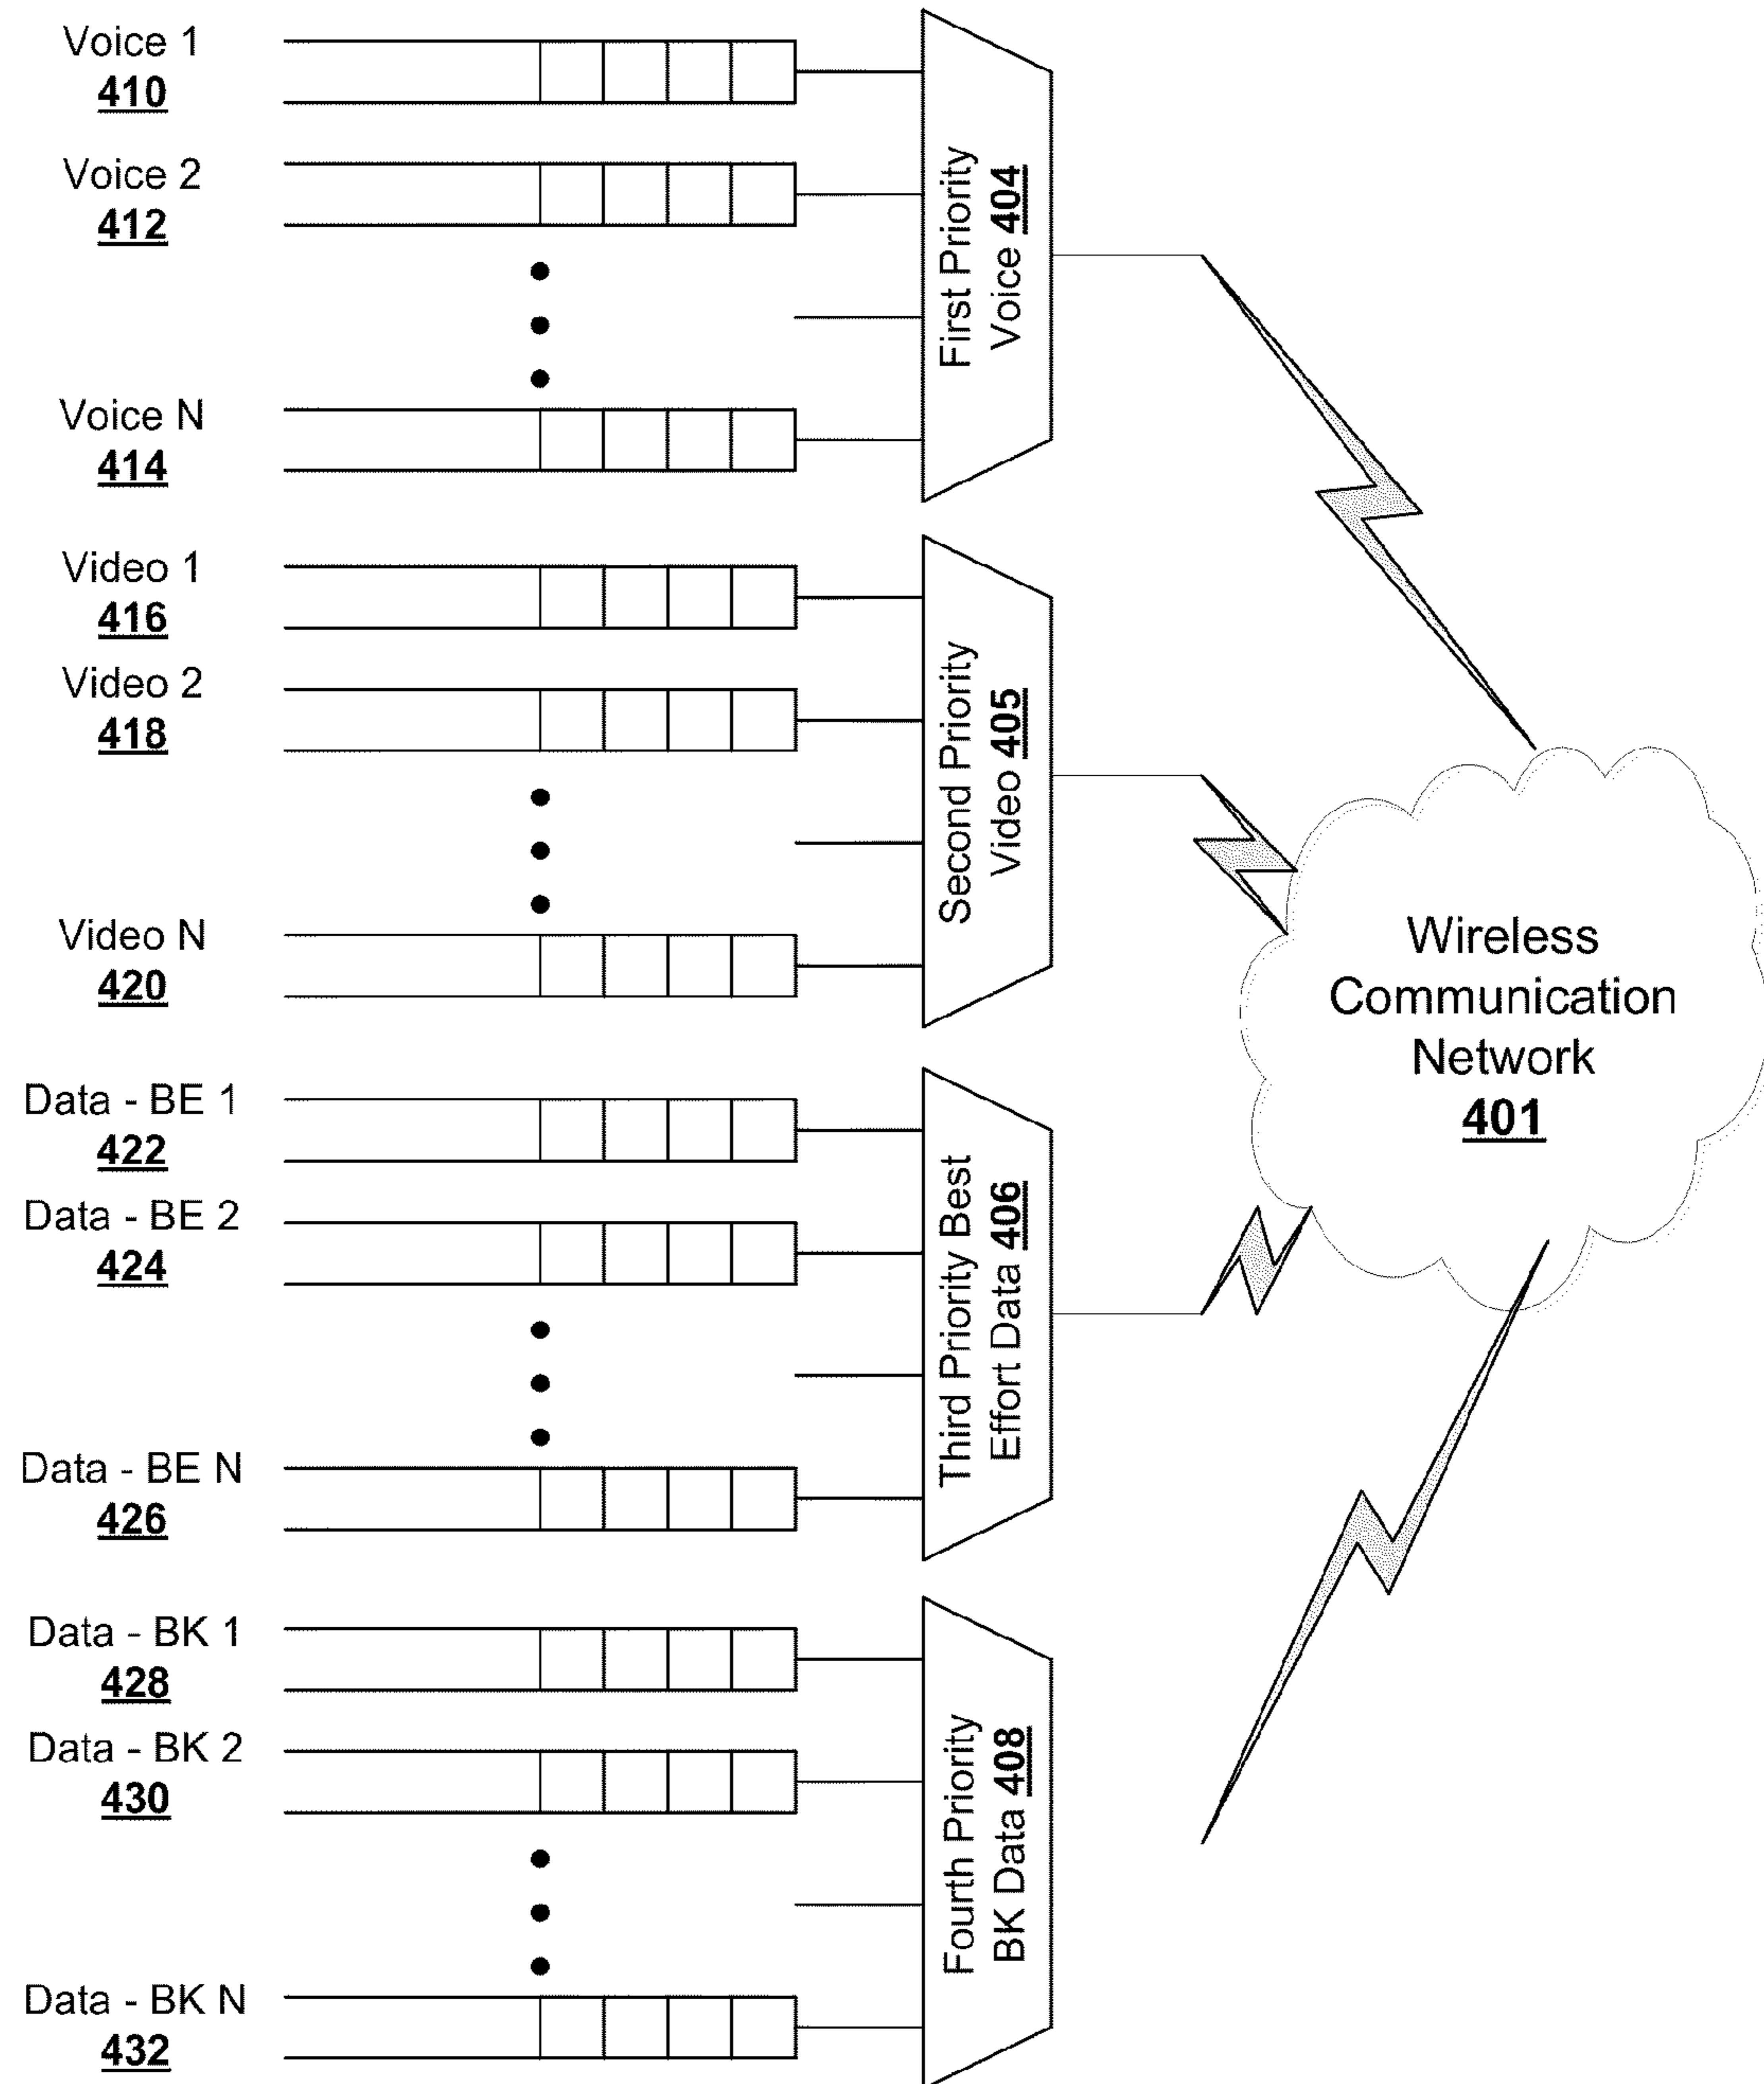 Voice 1
410
Voice 2
412
Voice N
414
First Priority
Voice 404
Video 1
416
Video 2
418
Video N
420
Second Priority
Video 405
Data - BE 1
422
Data - BE 2
424
Data - BE N
426
Third Priority Best
Effort Data 406
Data - BK 1
428
Data - BK 2
430
Data - BK N
432
Fourth Priority
BK Data 408
Wireless
Communication
Network
401